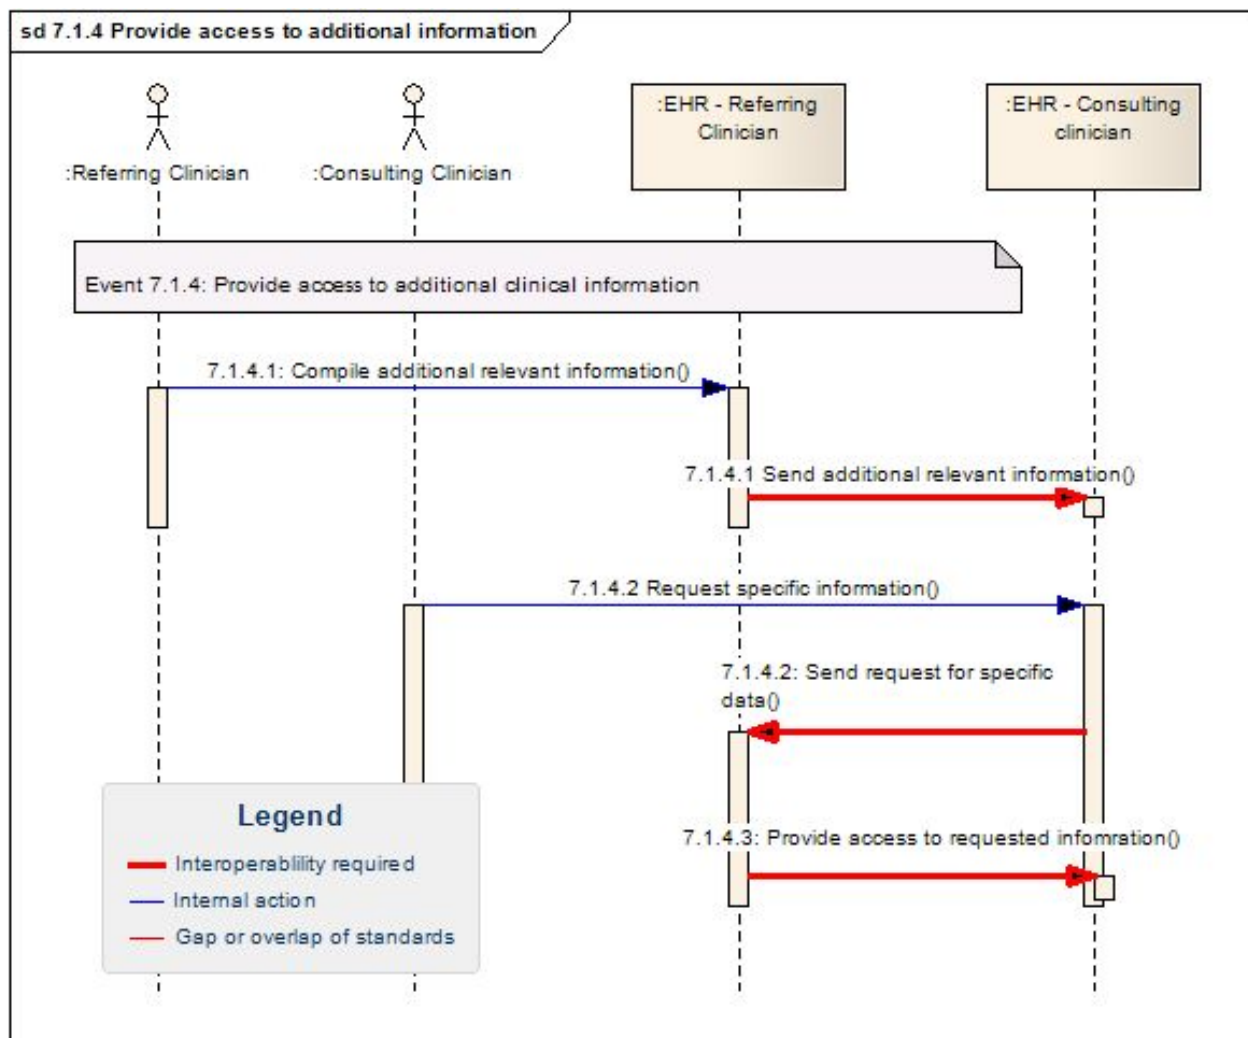 sd 7.1.4 Provide access to additional information
:EHR - Referring
Clinician
:EHR - Consulting
clinician
:Referring Clinician
:Consulting Clinician
Event 7.1.4: Provide access to additional clinical information
7.1.4.1: Compile additional relevant information()
7.1.4.1 Send additional relevant information()
7.1.4.2 Request specific information()
7.1.4.2: Send request for specific
data()
7.1.4.3: Provide access to requested infomration()
Legend
Interoperablility required
Internal action
Gap or overlap of standards